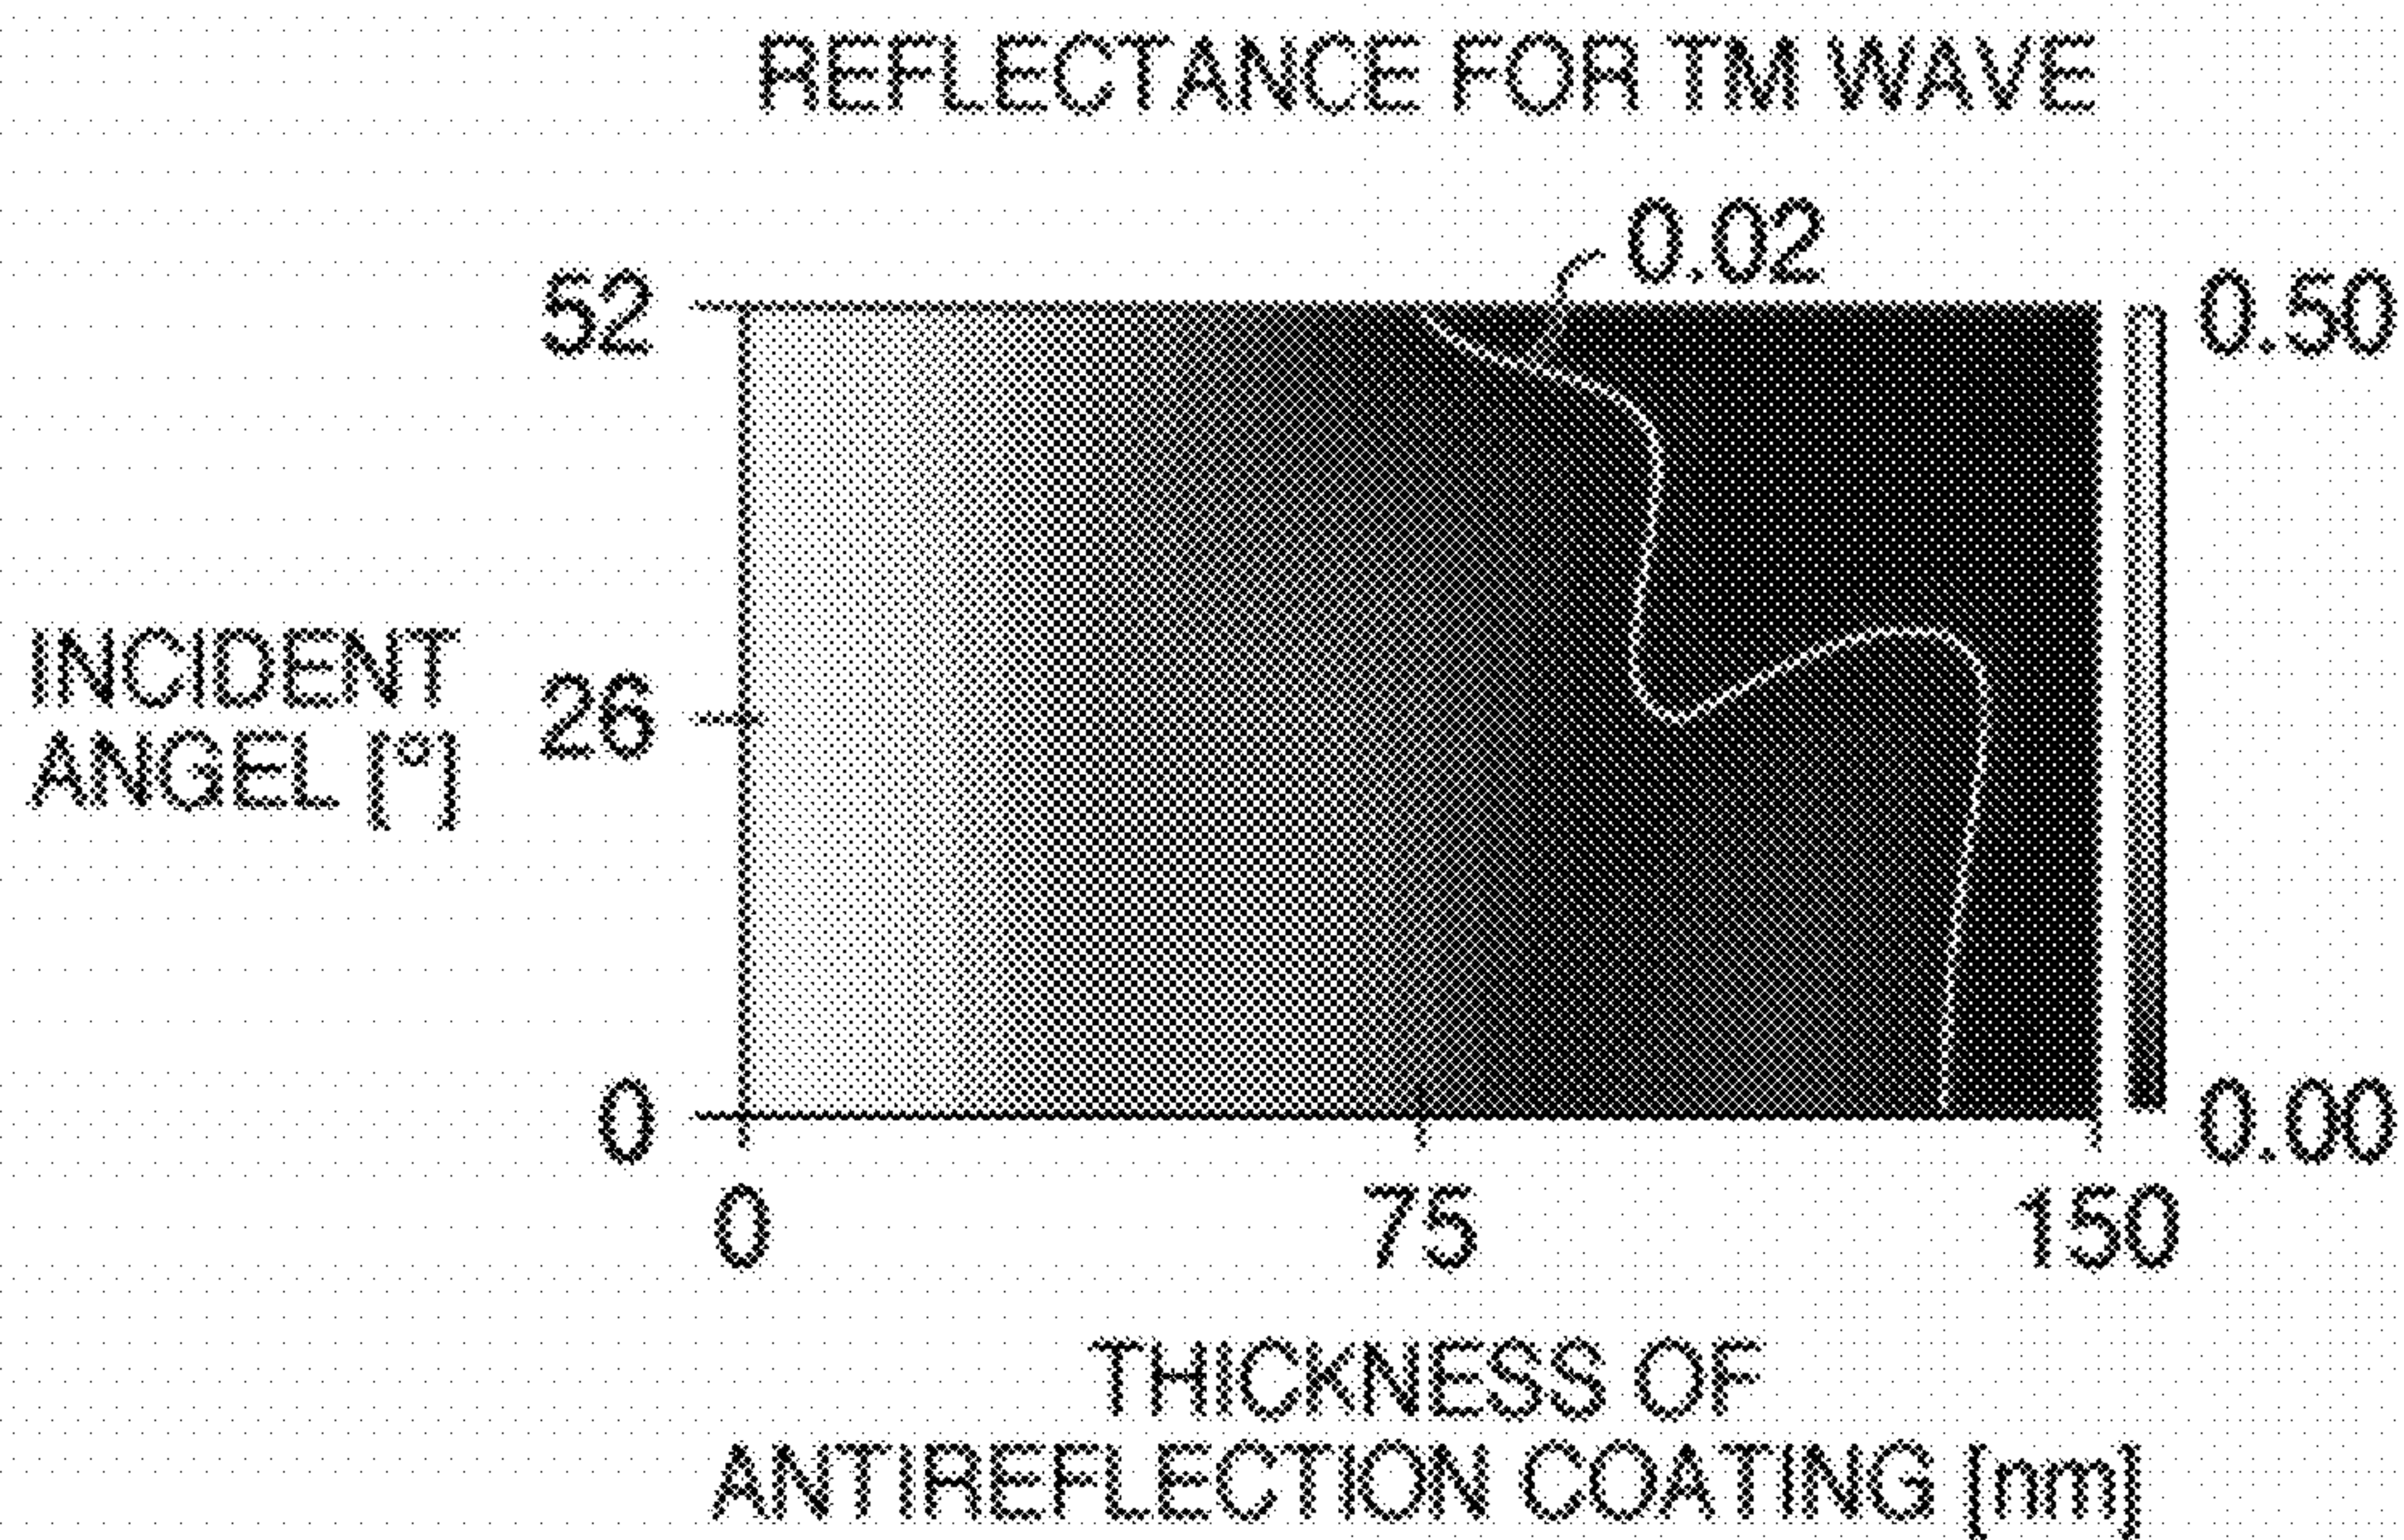 REFLECTANCE FOR TM WAVE
0.02
52
0.50
INCIDENT
ANGEL [°]
26
0
0.00
0
75
150
THICKNESS OF
ANTIREFLECTION COATING [nm]